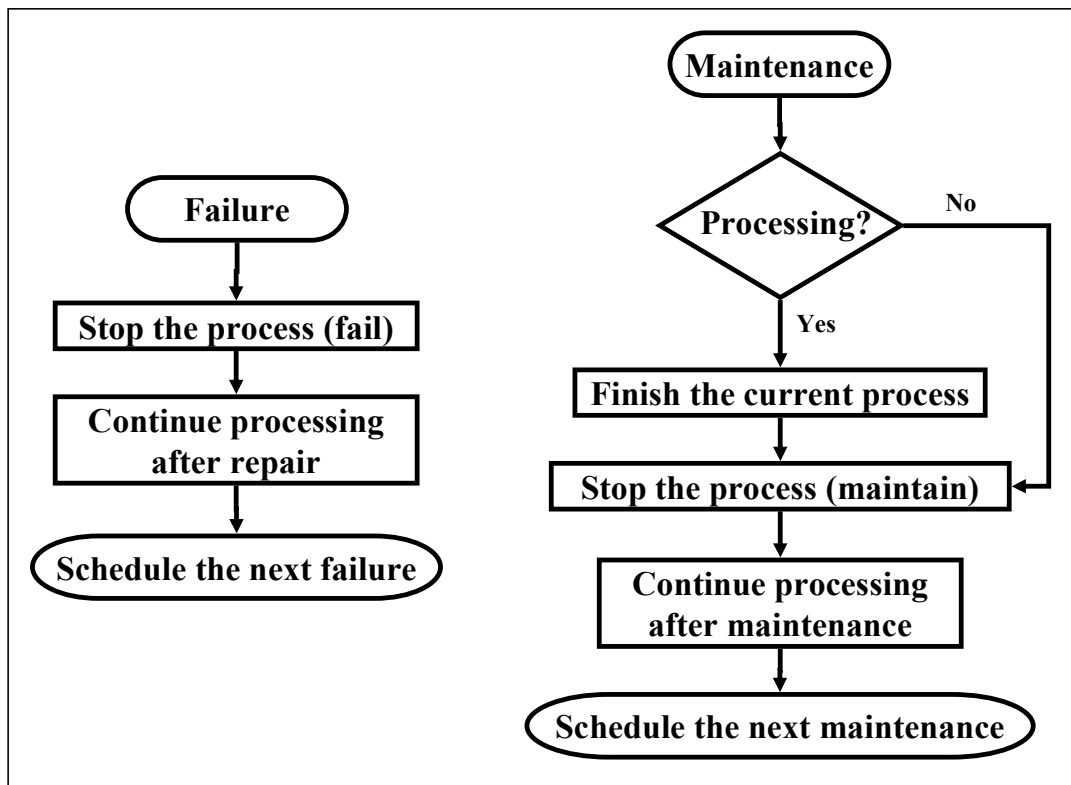 Failure
Stop the process (fail)
Continue processing
after repair
Schedule the next failure
Maintenance
Processing?
No
Yes
Finish the current process
Stop the process (maintain)
Continue processing
after maintenance
Schedule the next maintenance